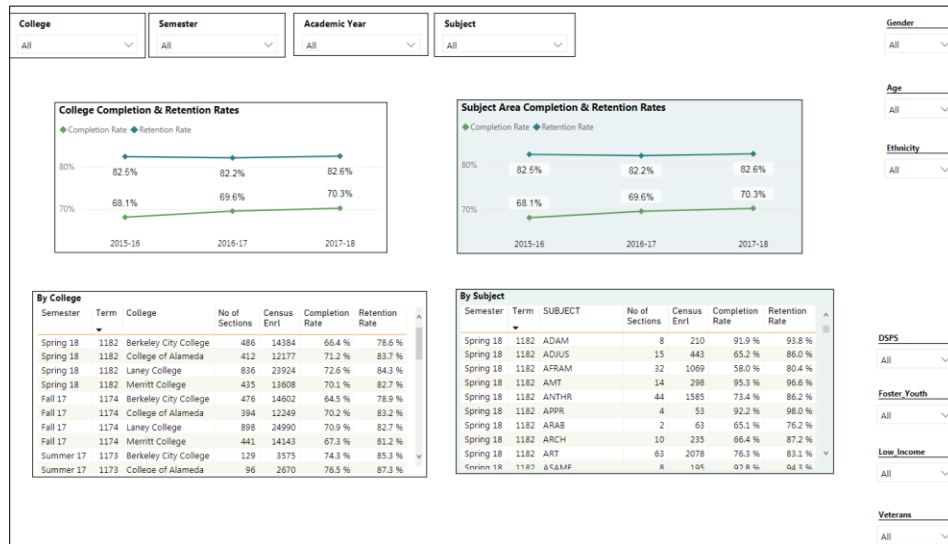 College Semester Academic Year Subject
All All All All
Gender
All
Age
All
Ethnicity
All
College Completion & Retention Rates
Completion Rate Retention Rate
80%
82.5% 82.2% 82.6%
68.1% 69.6% 70.3%
70%
2015-16 2016-17 2017-18
Subject Area Completion & Retention Rates
Completion Rate Retention Rate
80%
82.5% 82.2% 82.6%
68.1% 69.6% 70.3%
70%
2015-16 2016-17 2017-18
By College
Semester Term College No of Sections Census Enrl Completion Rate Retention Rate
Spring 18 1182 Berkeley City College 486 14384 66.4 % 78.6 %
Spring 18 1182 College of Alameda 412 12177 71.2 % 83.7 %
Spring 18 1182 Laney College 836 23924 72.6 % 84.3 %
Spring 18 1182 Merritt College 435 13608 70.1 % 82.7 %
Fall 17 1174 Berkeley City College 476 14602 64.5 % 78.9 %
Fall 17 1174 College of Alameda 394 12249 70.2 % 83.2 %
Fall 17 1174 Laney College 898 24990 70.9 % 82.7 %
Fall 17 1174 Merritt College 441 14143 67.3 % 81.2 %
Summer 17 1173 Berkeley City College 129 3575 74.3 % 85.3 %
Summer 17 1173 College of Alameda 96 2670 76.5 % 87.3 %
By Subject
Semester Term SUBJECT No of Sections Census Enrl Completion Rate Retention Rate
Spring 18 1182 ADAM 8 210 91.9 % 93.8 %
Spring 18 1182 ADJUS 15 443 65.2 % 86.0 %
Spring 18 1182 AFRAM 32 1069 58.0 % 80.4 %
Spring 18 1182 AMT 14 298 95.3 % 96.6 %
Spring 18 1182 ANTHR 44 1585 73.4 % 86.2 %
Spring 18 1182 APPR 4 53 92.2 % 98.0 %
Spring 18 1182 ARAB 2 63 65.1 % 76.2 %
Spring 18 1182 ARCH 10 235 66.4 % 87.2 %
Spring 18 1182 ART 63 2078 76.3 % 83.1 %
Spring 18 1182 ASAME 8 195 92.8 % 94.3 %
DSPS
All
Foster_Youth
All
Low_Income
All
Veterans
All